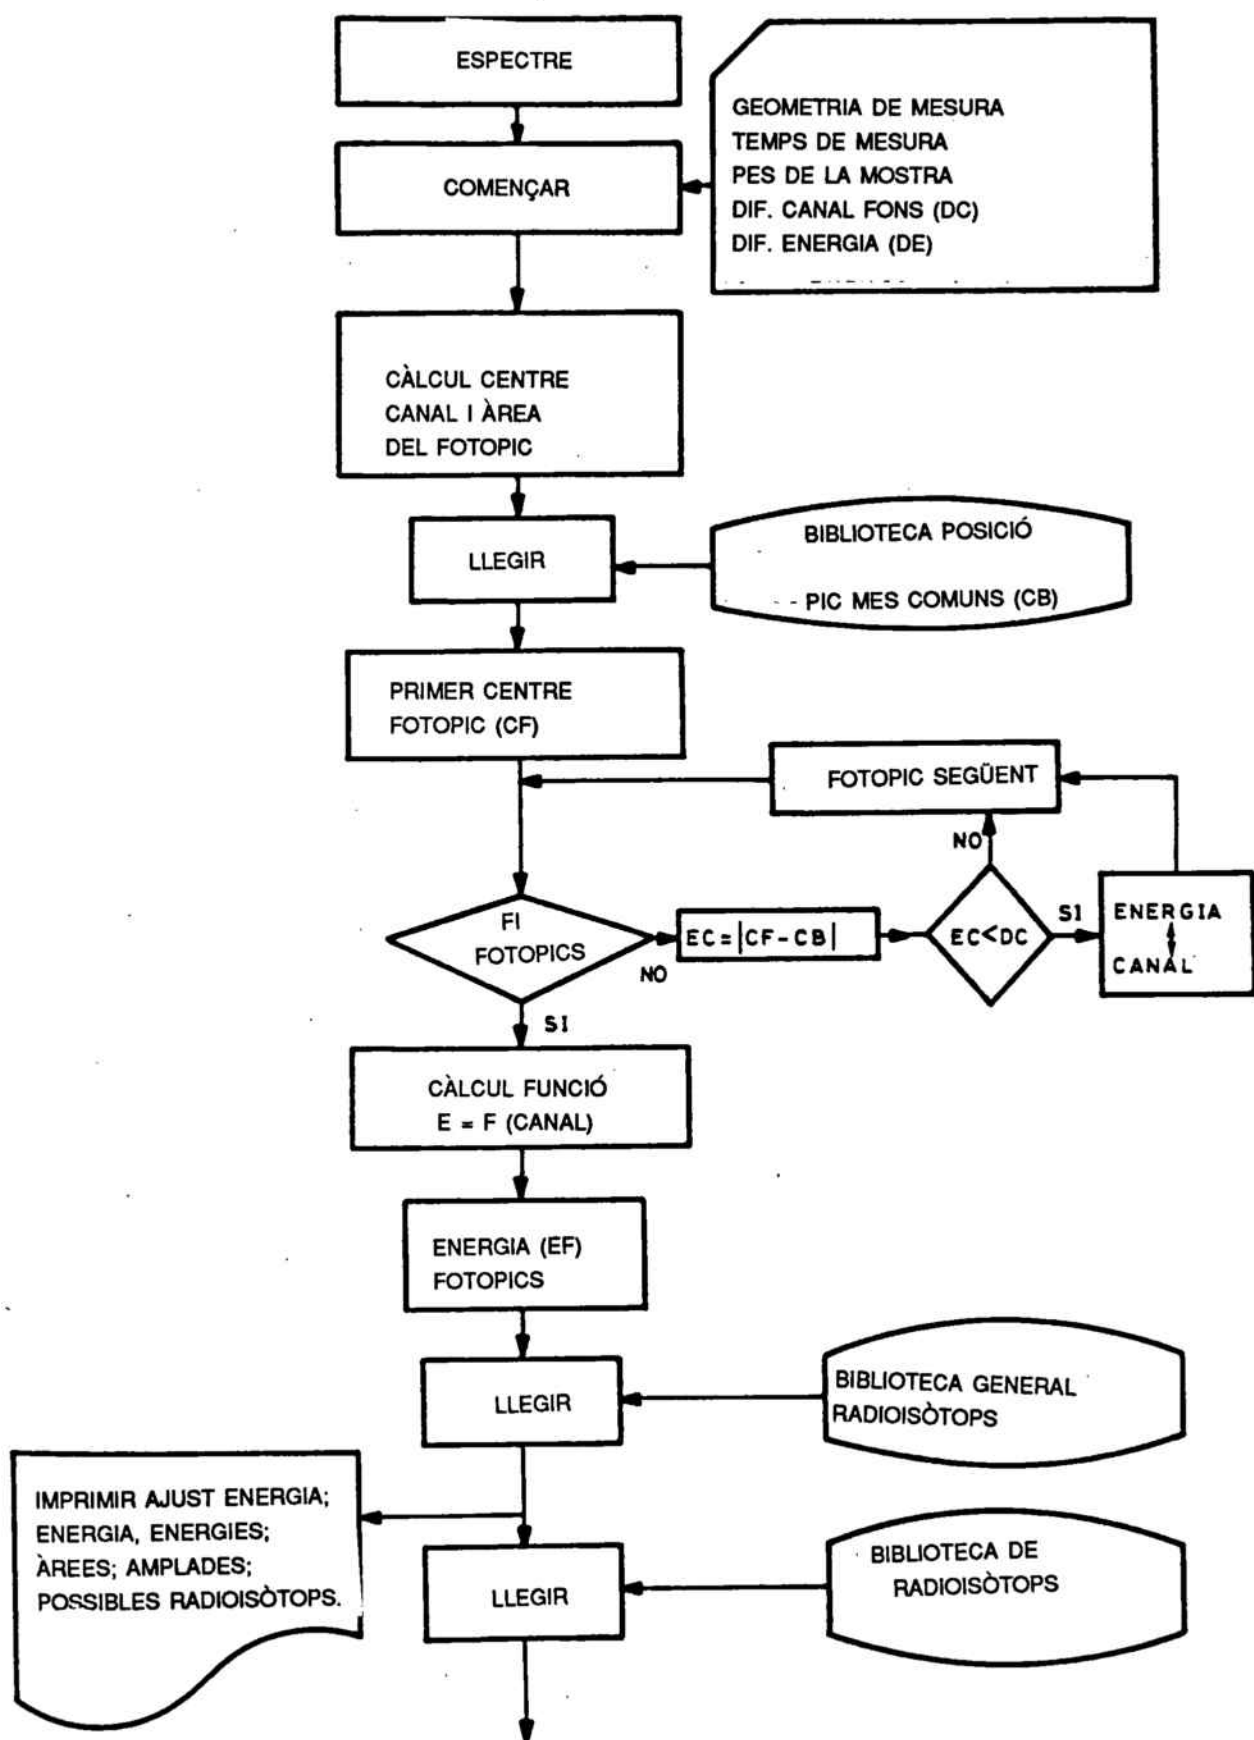 ESPECTRE
COMENÇAR
GEOMETRIA DE MESURA
TEMPS DE MESURA
PES DE LA MOSTRA
DIF. CANAL FONS (DC)
DIF. ENERGIA (DE)
CÀLCUL CENTRE
CANAL I ÀREA
DEL FOTOPIC
LLEGIR
BIBLIOTECA POSICIÓ
PIC MES COMUNS (CB)
PRIMER CENTRE
FOTOPIC (CF)
FOTOPIC SEGÜENT
NO
FI
FOTOPICS
NO
EC=|CF-CB|
EC<DC
SI
ENERGIA
CANAL
SI
CÀLCUL FUNCIÓ
E = F (CANAL)
ENERGIA (EF)
FOTOPICS
LLEGIR
BIBLIOTECA GENERAL
RADIOISÒTOPS
IMPRIMIR AJUST ENERGIA;
ENERGIA, ENERGIES;
ÀREES; AMPLADES;
POSSIBLES RADIOISÒTOPS.
LLEGIR
BIBLIOTECA DE
RADIOISÒTOPS